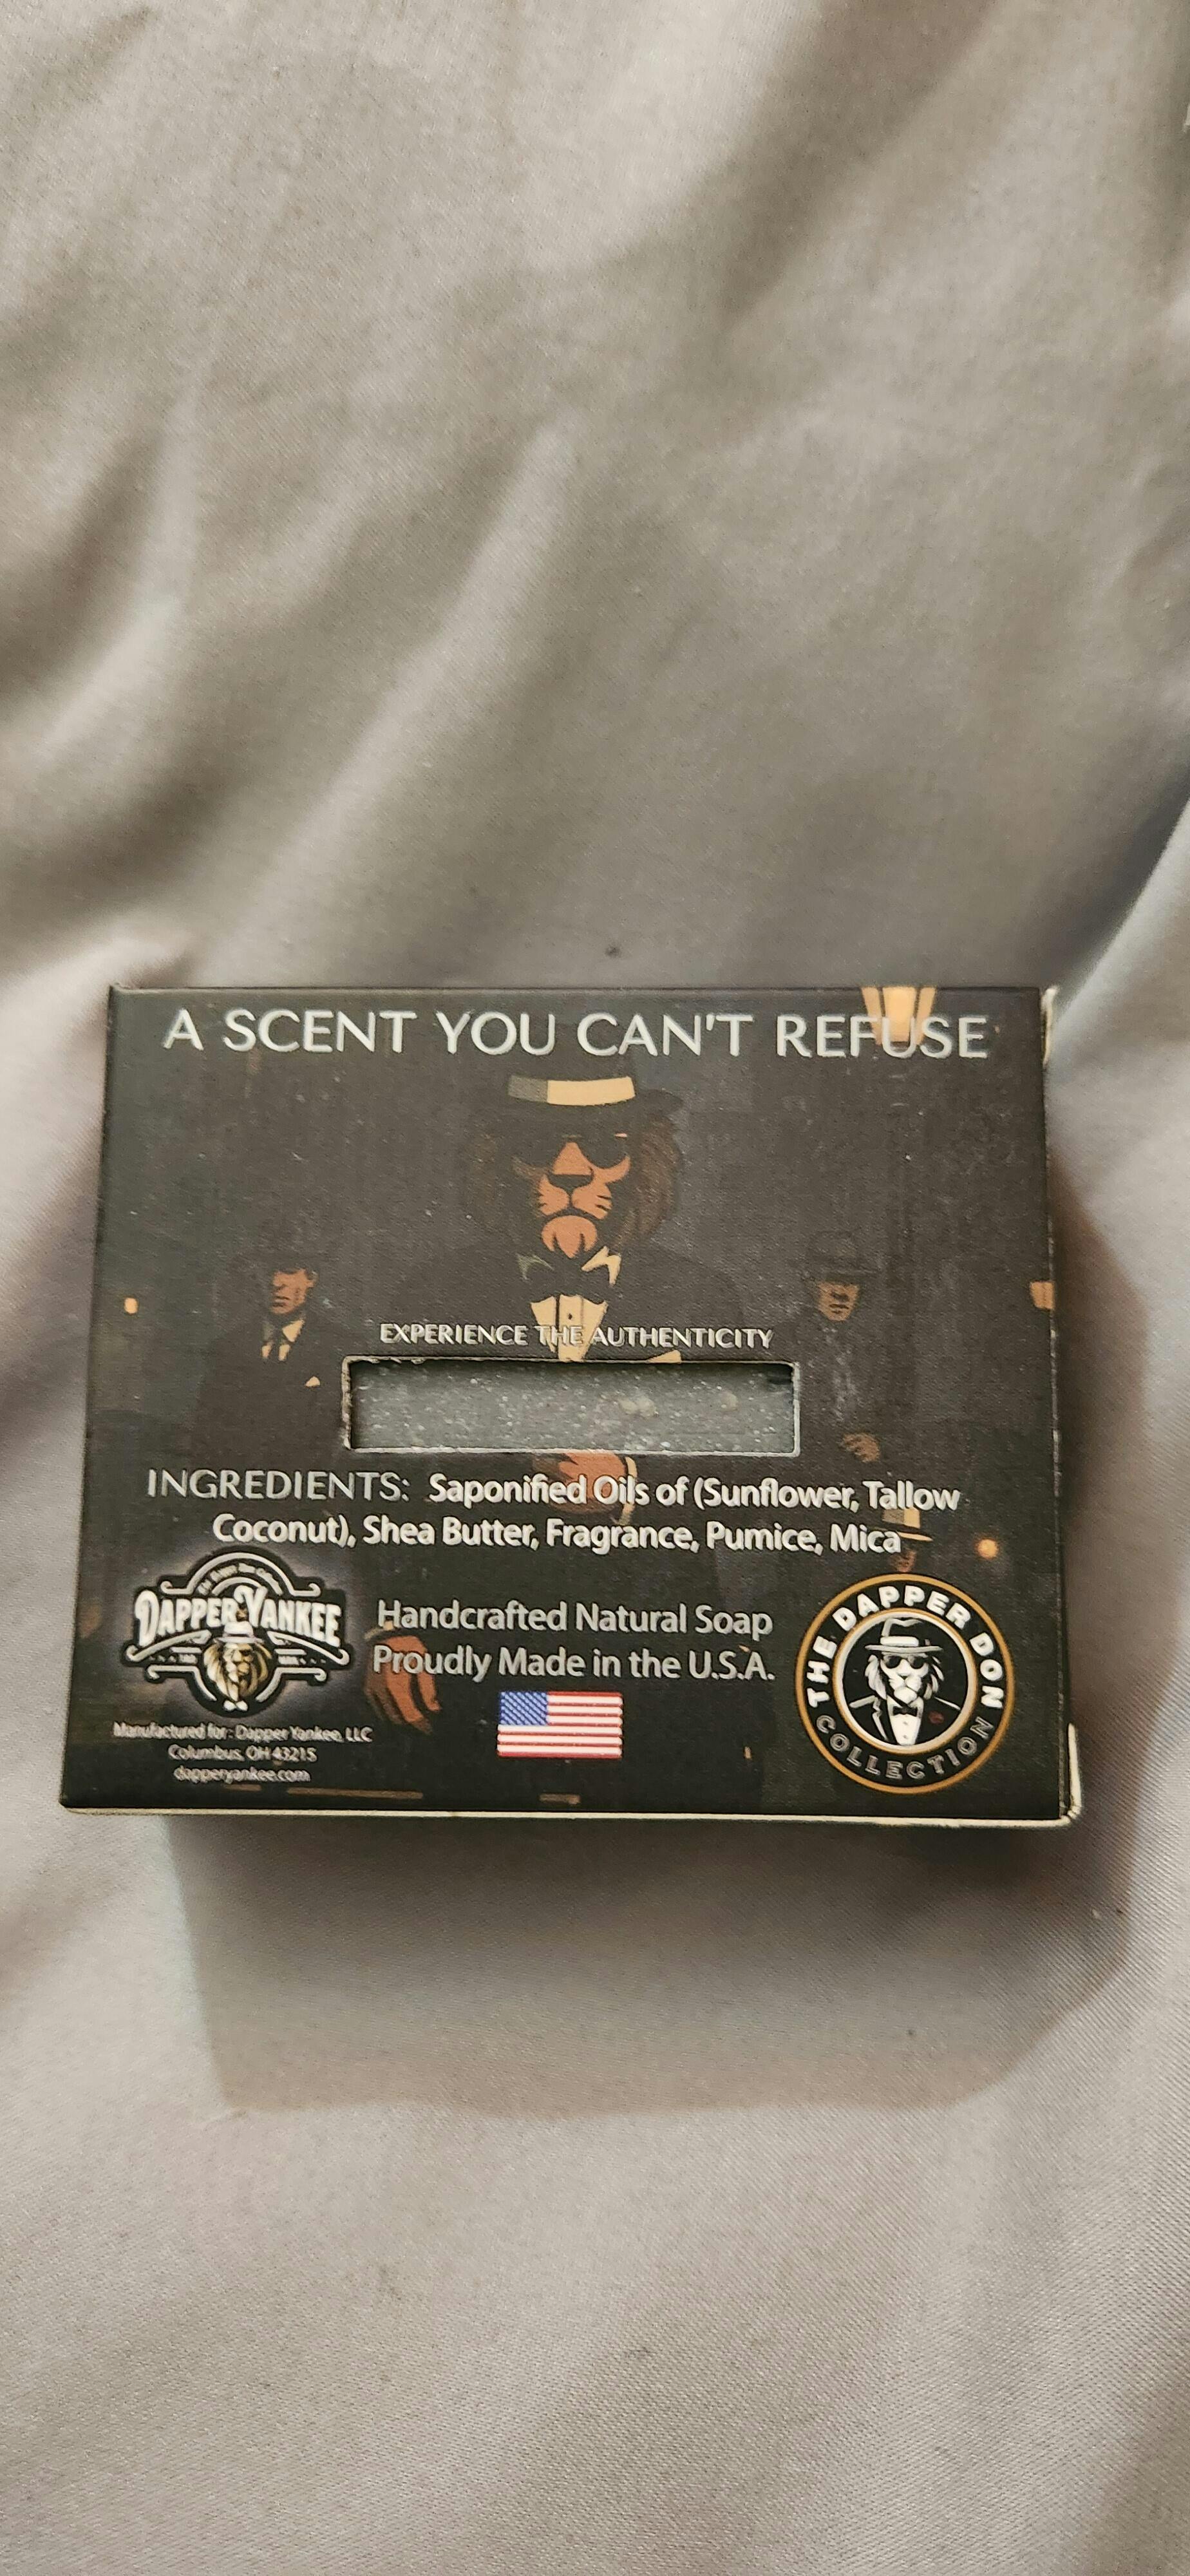 A SCENT YOU CAN'T REFUSE
EXPERIENCE THE AUTHENTICITY
INGREDIENTS: Saponified Oils of (Sunflower, Tallow
Coconut), Shea Butter, Fragrance, Pumice, Mica
DAPPER YANKEE
Manufactured for: Dapper Yankee, LLC
Columbus, OH 43215
dapperyankee.com
Handcrafted Natural Soap
Proudly Made in the U.S.A.
THE DAPPER DON
COLLECTION